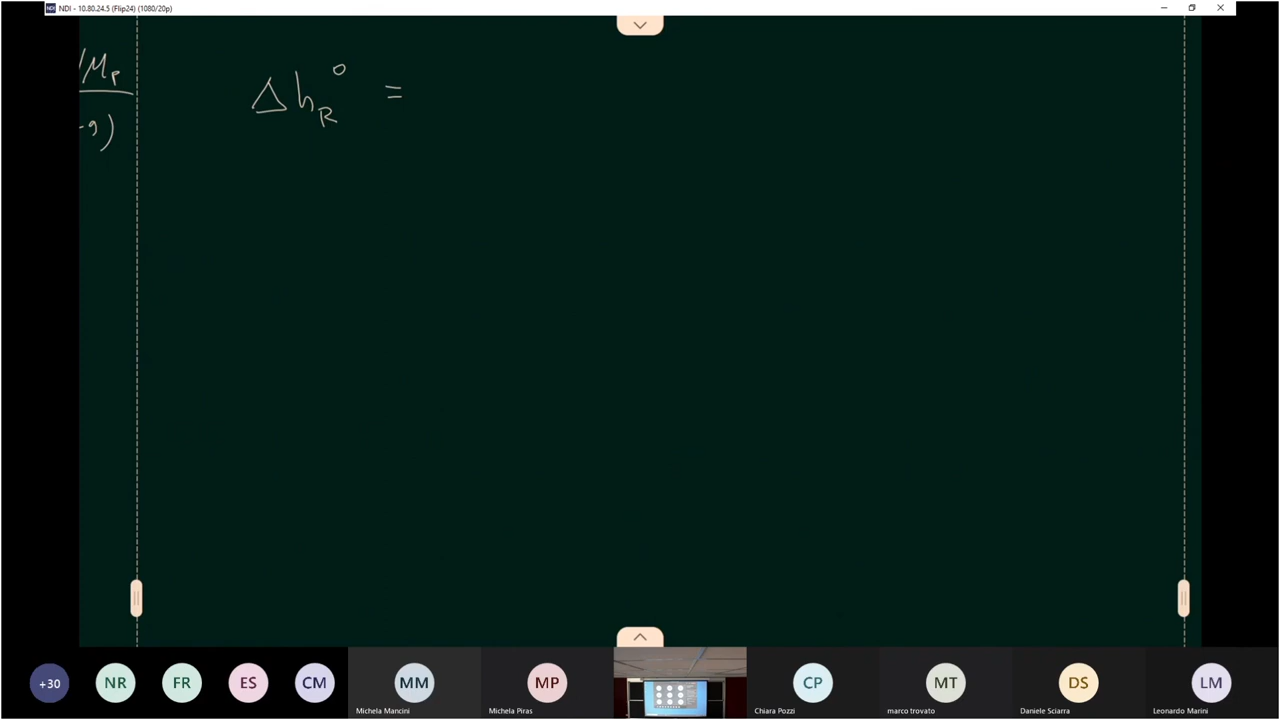 NDI - 10.80.24.5 (Flip24) (1080/20p)
Δh_R° =
+30
NR
FR
ES
CM
MM
Michela Mancini
MP
Michela Piras
CP
Chiara Pozzi
MT
marco trovato
DS
Daniele Sciarra
LM
Leonardo Marini